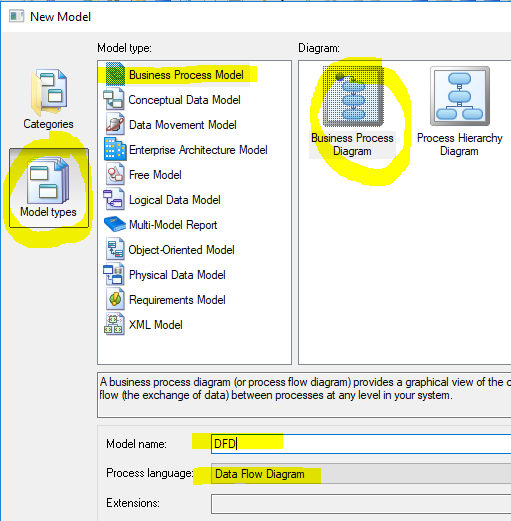 New Model
Model type:
Diagram:
Categories
Model types
Business Process Model
Conceptual Data Model
Data Movement Model
Enterprise Architecture Model
Free Model
Logical Data Model
Multi-Model Report
Object-Oriented Model
Physical Data Model
Requirements Model
XML Model
Business Process
Diagram
Process Hierarchy
Diagram
A business process diagram (or process flow diagram) provides a graphical view of the
flow (the exchange of data) between processes at any level in your system.
Model name:
DFD
Process language:
Data Flow Diagram
Extensions: